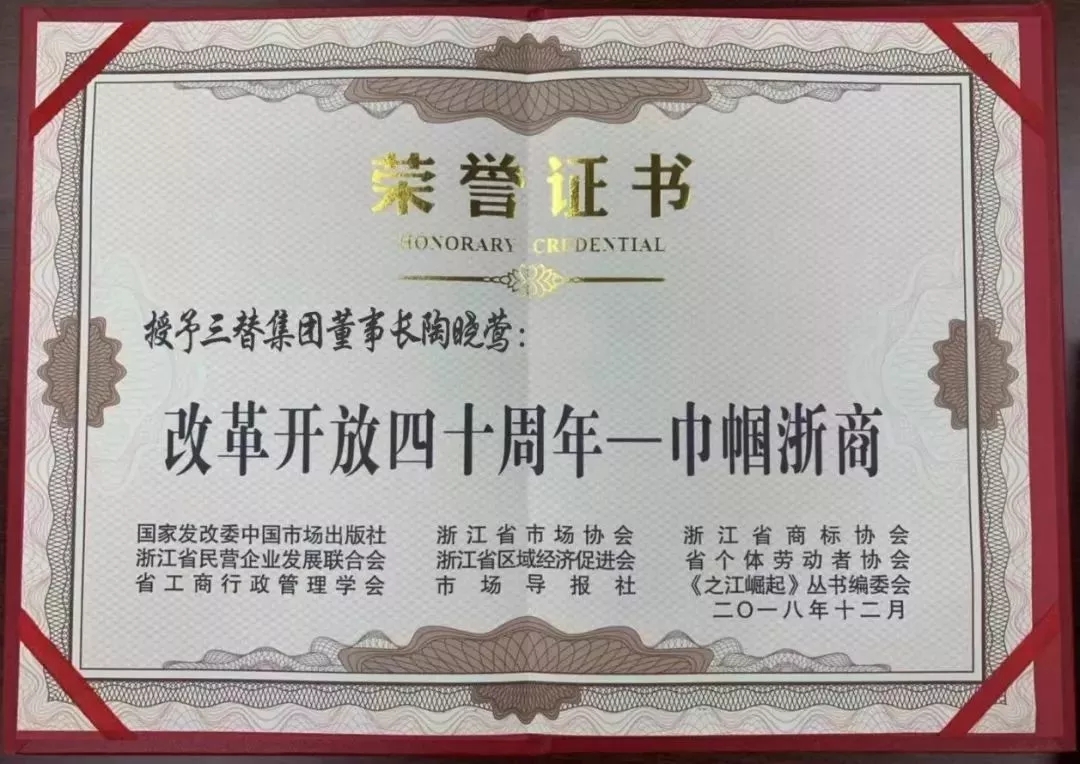 荣誉证书
HONORARY CREDENTIAL
授予三替集团董事长陶晓莺：
改革开放四十周年—巾帼浙商
国家发改委中国市场出版社 浙江省市场协会 浙江省商标协会
浙江省民营企业发展联合会 浙江省区域经济促进会 省个体劳动者协会
省工商行政管理学会 市场导报社 《之江崛起》丛书编委会
二〇一八年十二月